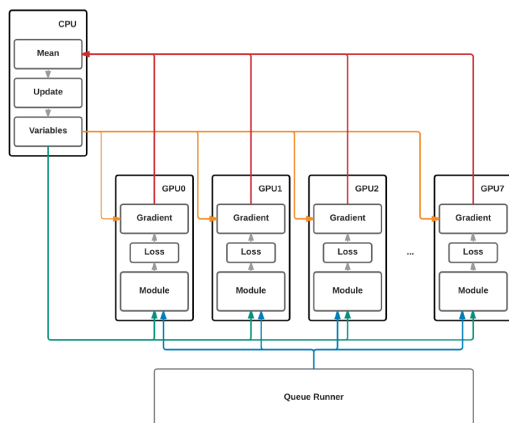 CPU
Mean
Update
Variables
GPU0
GPU1
GPU2
GPU7
Gradient
Gradient
Gradient
Gradient
Loss
Loss
Loss
...
Loss
Module
Module
Module
Module
Queue Runner